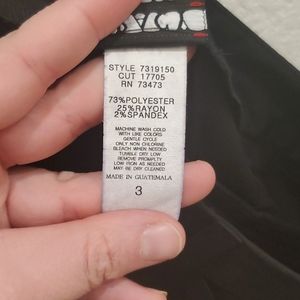 STYLE 7319150
CUT 17705
RN 73473
73%POLYESTER
25%RAYON
2%SPANDEX
MACHINE WASH COLD
WITH LIKE COLORS
GENTLE CYCLE
ONLY NON CHLORINE
BLEACH WHEN NEEDED
TUMBLE DRY LOW
REMOVE PROMPTLY
LOW IRON AS NEEDED
MAY BE DRY CLEANED
MADE IN GUATEMALA
3